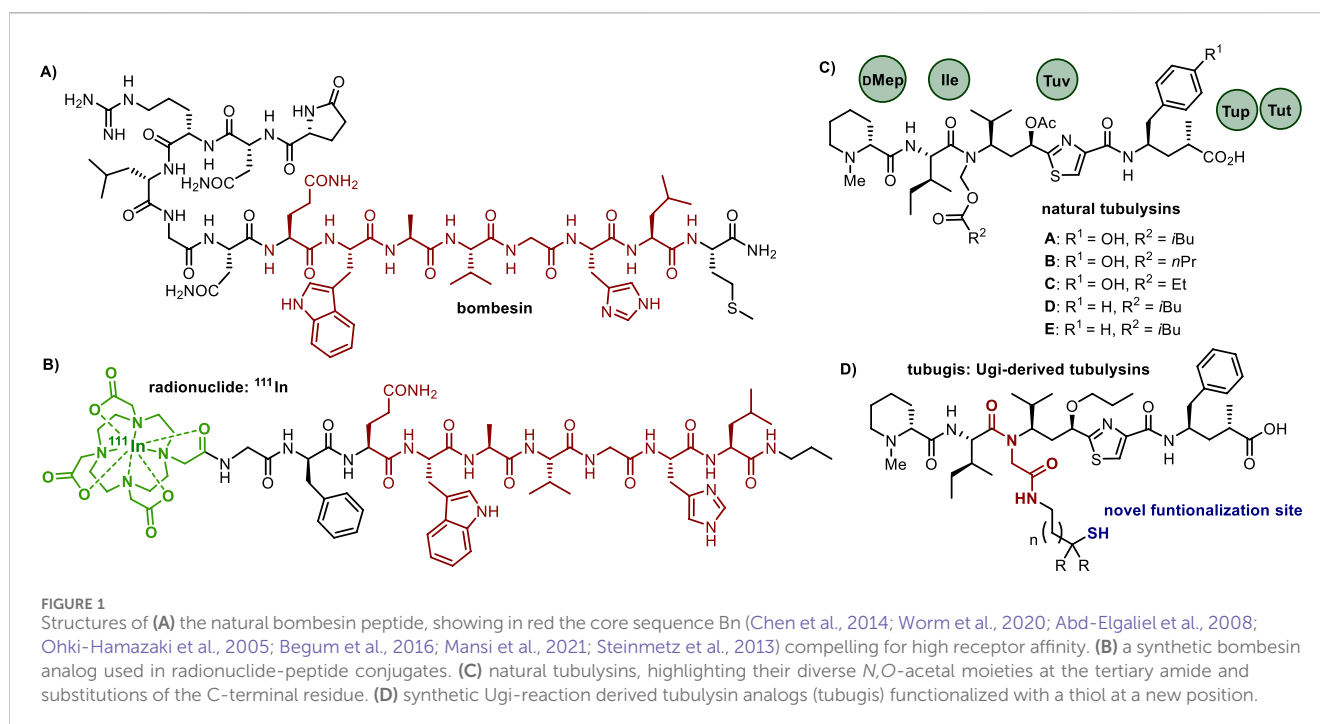 A)
H₂N
H
N
NH
NH
O
H
N
O
N
H
O
HN
O
NH
O
H₂NOC
O
NH
O
H
N
H₂NOC
O
N
H
CONH₂
O
H
N
HN
O
N
H
O
H
N
O
N
H
O
H
N
N
NH
O
N
H
O
H
N
S
O
NH₂
bombesin
B)
radionuclide: ¹¹¹In
O
O
N
¹¹¹In
N
N
N
O
O
O
O
O
N
H
O
H
N
O
N
H
CONH₂
O
H
N
NH
O
N
H
O
H
N
O
N
H
O
H
N
N
N
H
O
N
H
O
H
N
C)
DMep
Ile
Tuv
Tup
Tut
R¹
N
Me
O
H
N
O
N
O
O
R²
OAc
N
S
O
N
H
CO₂H
natural tubulysins
A: R¹ = OH, R² = iBu
B: R¹ = OH, R² = nPr
C: R¹ = OH, R² = Et
D: R¹ = H, R² = iBu
E: R¹ = H, R² = iBu
D)
tubugis: Ugi-derived tubulysins
N
Me
O
H
N
O
N
O
HN
O
N
S
O
N
H
O
OH
novel funtionalization site
n
SH
R
R
FIGURE 1
Structures of (A) the natural bombesin peptide, showing in red the core sequence Bn (Chen et al., 2014; Worm et al., 2020; Abd-Elgaliel et al., 2008;
Ohki-Hamazaki et al., 2005; Begum et al., 2016; Mansi et al., 2021; Steinmetz et al., 2013) compelling for high receptor affinity. (B) a synthetic bombesin
analog used in radionuclide-peptide conjugates. (C) natural tubulysins, highlighting their diverse N,O-acetal moieties at the tertiary amide and
substitutions of the C-terminal residue. (D) synthetic Ugi-reaction derived tubulysin analogs (tubugis) functionalized with a thiol at a new position.